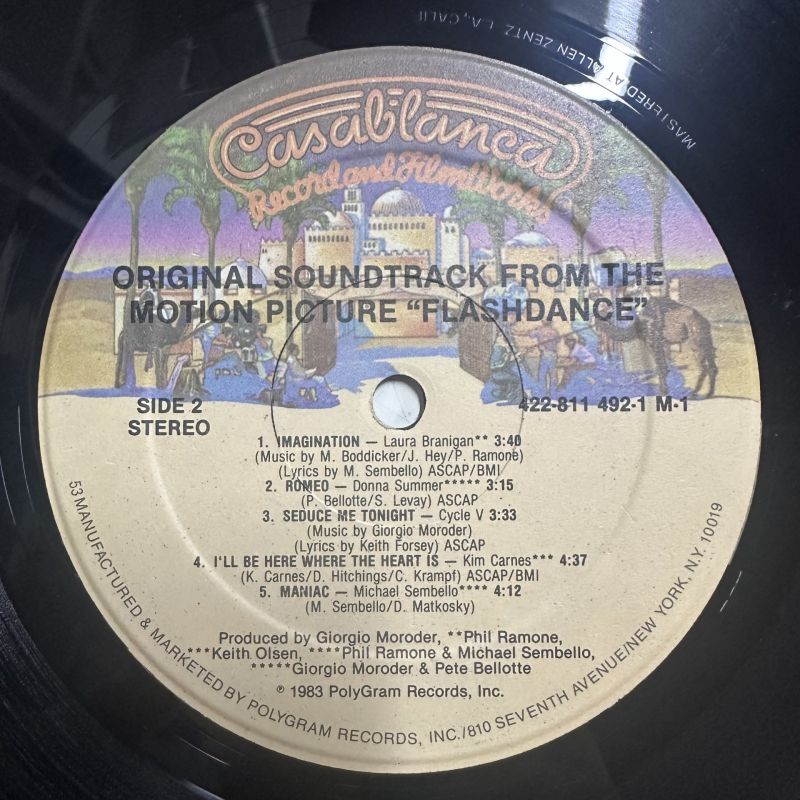 MASTERED AT ALLEN ZENTZ L.A., CALIF
Casablanca
Record and FilmWorks
ORIGINAL SOUNDTRACK FROM THE
MOTION PICTURE “FLASHDANCE”
SIDE 2
STEREO
422-811 492-1 M-1
1. IMAGINATION — Laura Branigan** 3:40
(Music by M. Boddicker/J. Hey/P. Ramone)
(Lyrics by M. Sembello) ASCAP/BMI
2. ROMEO — Donna Summer***** 3:15
(P. Bellotte/S. Levay) ASCAP
3. SEDUCE ME TONIGHT — Cycle V 3:33
(Music by Giorgio Moroder)
(Lyrics by Keith Forsey) ASCAP
4. I'LL BE HERE WHERE THE HEART IS — Kim Carnes*** 4:37
(K. Carnes/D. Hitchings/C. Krampf) ASCAP/BMI
5. MANIAC — Michael Sembello**** 4:12
(M. Sembello/D. Matkosky)
Produced by Giorgio Moroder, **Phil Ramone,
***Keith Olsen, ****Phil Ramone & Michael Sembello,
*****Giorgio Moroder & Pete Bellotte
℗ 1983 PolyGram Records, Inc.
53 MANUFACTURED & MARKETED BY POLYGRAM RECORDS, INC./810 SEVENTH AVENUE/NEW YORK, N.Y. 10019